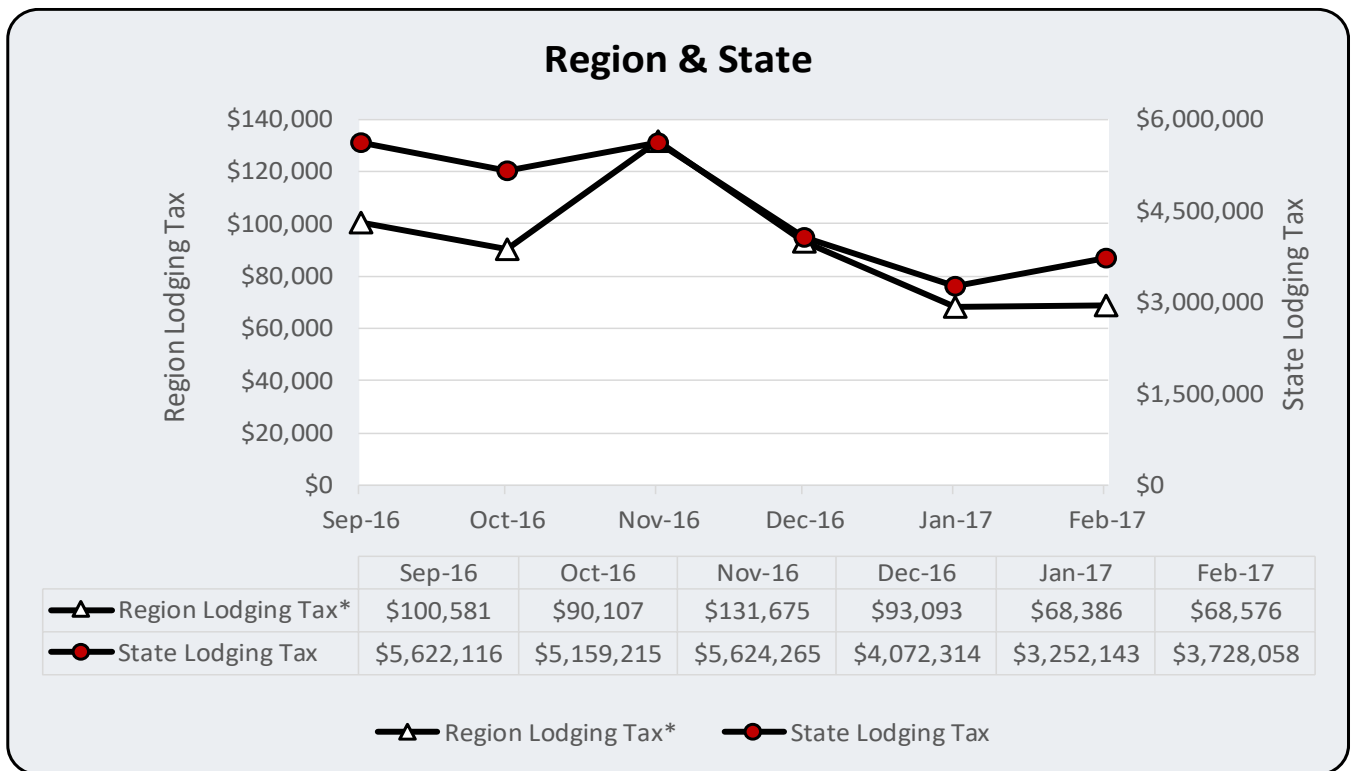 Region & State
$140,000
$120,000
$100,000
$80,000
$60,000
$40,000
$20,000
$0
Region Lodging Tax
$6,000,000
$4,500,000
$3,000,000
$1,500,000
$0
State Lodging Tax
Sep-16 Oct-16 Nov-16 Dec-16 Jan-17 Feb-17
Sep-16 Oct-16 Nov-16 Dec-16 Jan-17 Feb-17
Region Lodging Tax* $100,581 $90,107 $131,675 $93,093 $68,386 $68,576
State Lodging Tax $5,622,116 $5,159,215 $5,624,265 $4,072,314 $3,252,143 $3,728,058
Region Lodging Tax* State Lodging Tax